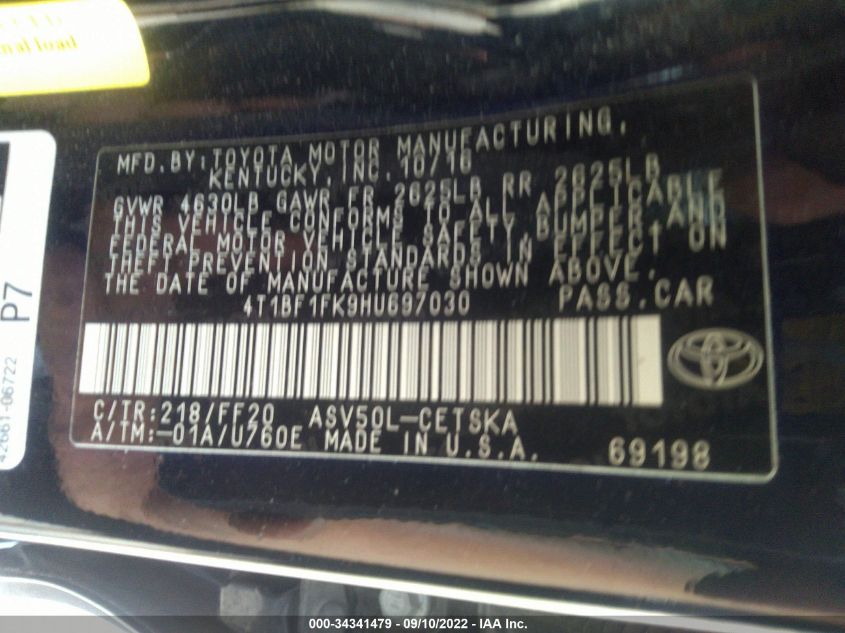 nal load
P7
42661-06722
MFD.BY:TOYOTA MOTOR MANUFACTURING,
KENTUCKY, INC. 10/16
GVWR 4630LB GAWR FR 2625LB RR 2625LB
THIS VEHICLE CONFORMS TO ALL APPLICABLE
FEDERAL MOTOR VEHICLE SAFETY, BUMPER, AND
THEFT PREVENTION STANDARDS IN EFFECT ON
THE DATE OF MANUFACTURE SHOWN ABOVE.
4T1BF1FK9HU697030 PASS.CAR
C/TR:218/FF20 ASV50L-CETSKA
A/TM:-01A/U760E MADE IN U.S.A. 69198
000-34341479 - 09/10/2022 - IAA Inc.